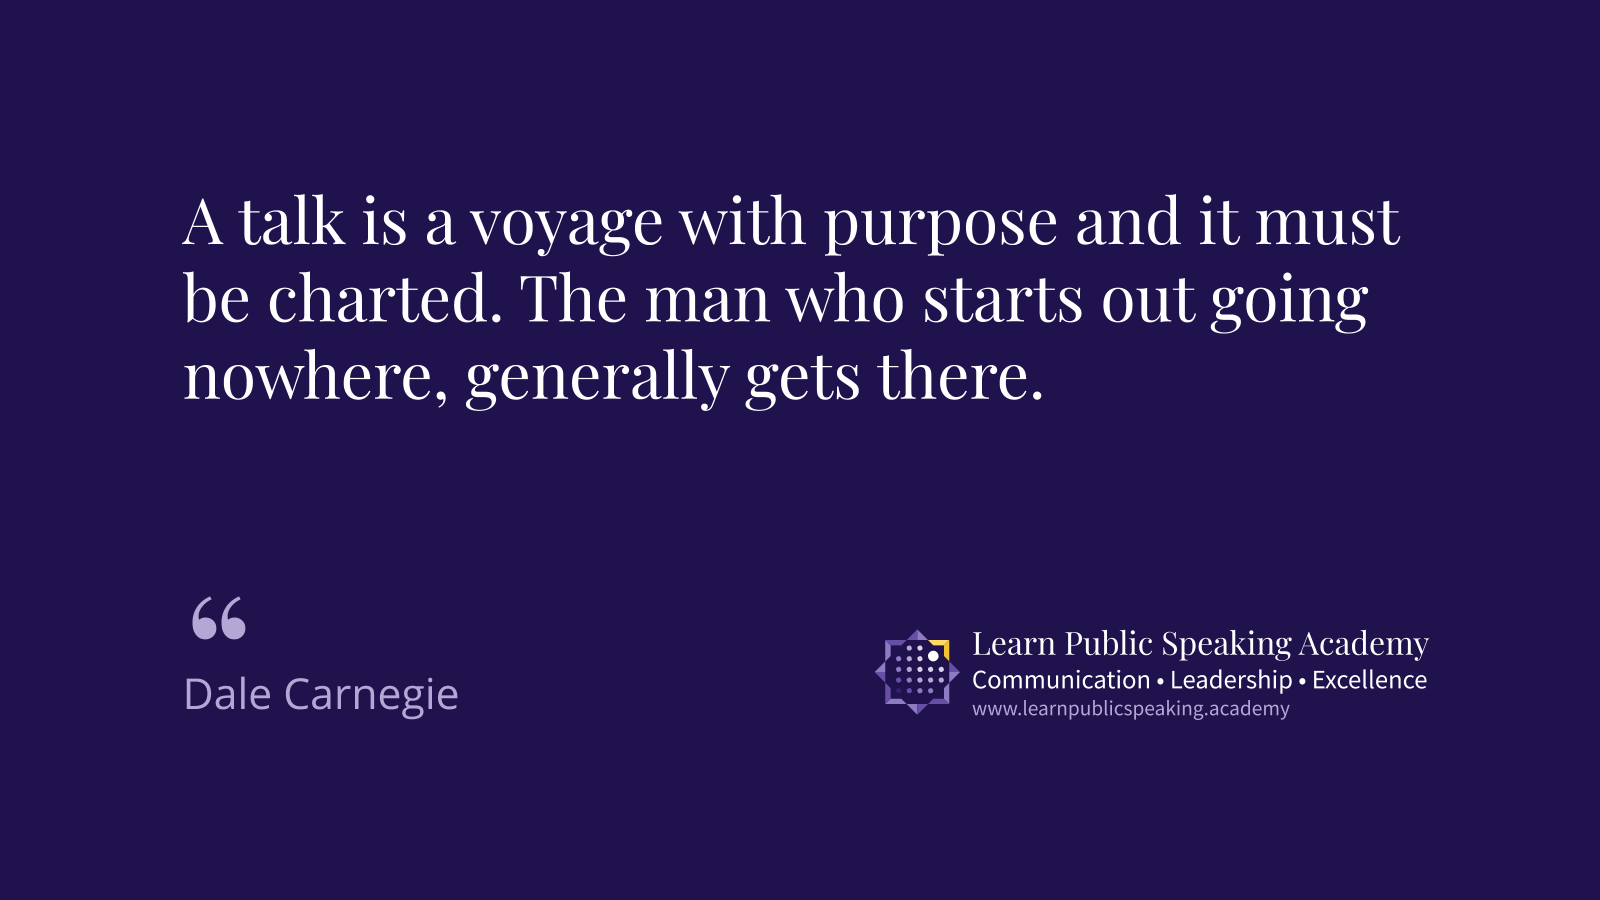 A talk is a voyage with purpose and it must
be charted. The man who starts out going
nowhere, generally gets there.
“
Dale Carnegie
Learn Public Speaking Academy
Communication • Leadership • Excellence
www.learnpublicspeaking.academy